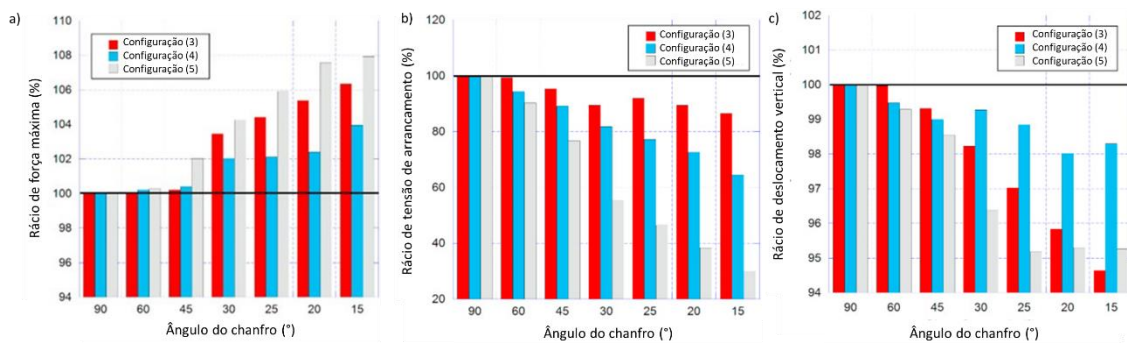 a)
Rácio de força máxima (%)
110
108
106
104
102
100
98
96
94
Configuração (3)
Configuração (4)
Configuração (5)
90 60 45 30 25 20 15
Ângulo do chanfro (°)
b)
Rácio de tensão de arrancamento (%)
120
100
80
60
40
20
Configuração (3)
Configuração (4)
Configuração (5)
90 60 45 30 25 20 15
Ângulo do chanfro (°)
c)
Rácio de deslocamento vertical (%)
102
101
100
99
98
97
96
95
94
Configuração (3)
Configuração (4)
Configuração (5)
90 60 45 30 25 20 15
Ângulo do chanfro (°)